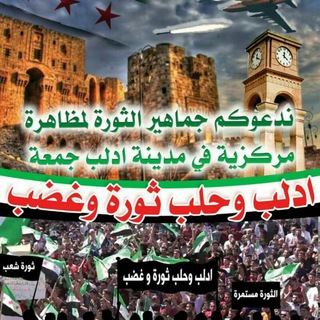 ندعوكم جماهير الثورة لمظاهرة
مركزية في مدينة ادلب جمعة
ادلب وحلب ثورة وغضب
ثورة شعب
ادلب وحلب ثورة و غضب
الثورة مستمرة